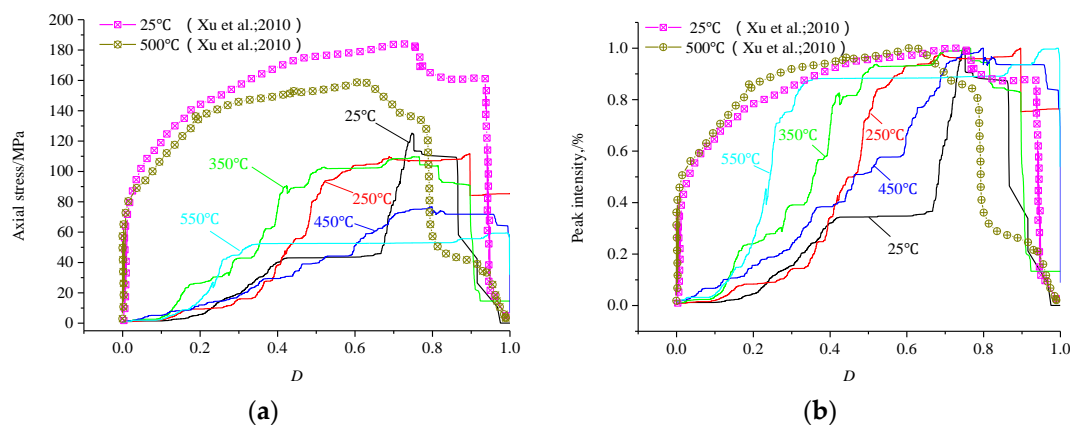 25℃ (Xu et al.;2010)
500℃ (Xu et al.;2010)
Axial stress/MPa
200
180
160
140
120
100
80
60
40
20
0
25℃
350℃
250℃
550℃
450℃
0.0 0.2 0.4 0.6 0.8 1.0
D
(a)
25℃ (Xu et al.;2010)
500℃ (Xu et al.;2010)
Peak intensity,/%
1.0
0.8
0.6
0.4
0.2
0.0
550℃
350℃
250℃
450℃
25℃
0.0 0.2 0.4 0.6 0.8 1.0
D
(b)